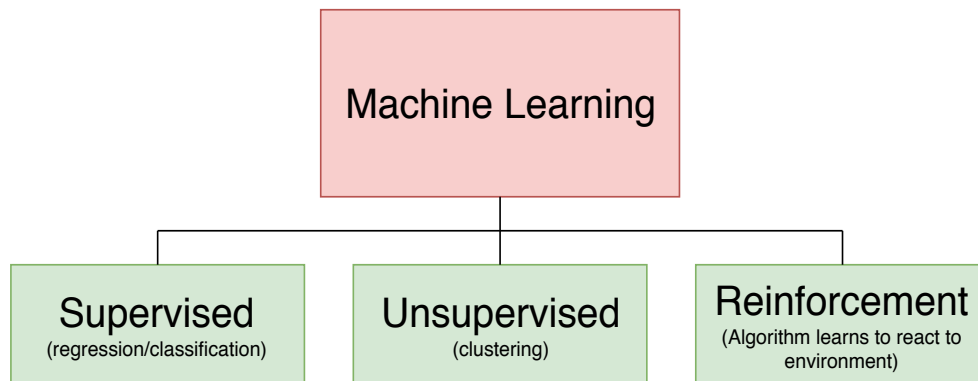 Machine Learning
Supervised
(regression/classification)
Unsupervised
(clustering)
Reinforcement
(Algorithm learns to react to
environment)